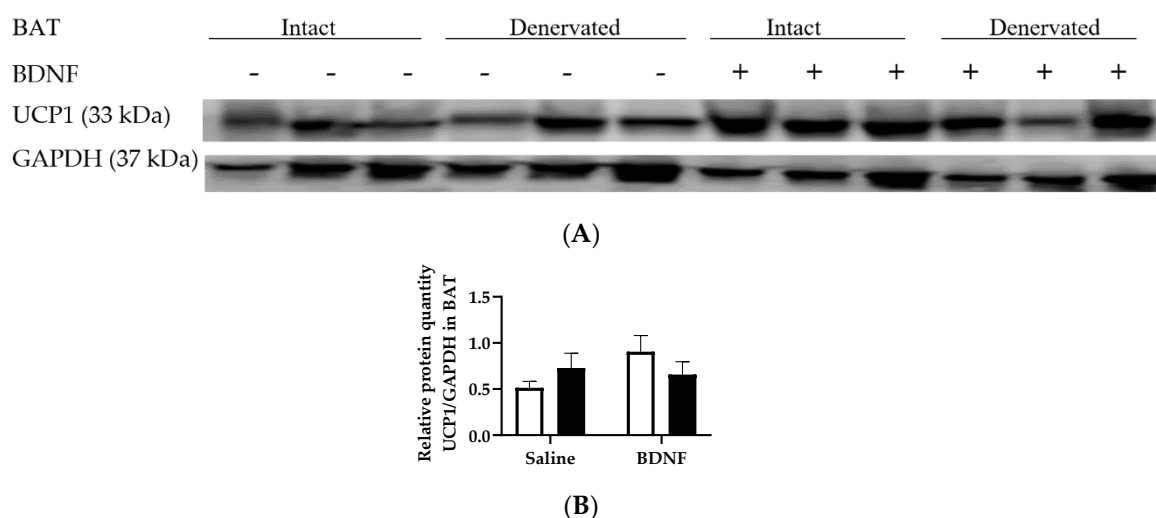 BAT Intact Denervated Intact Denervated
BDNF - - - - - - + + + + + +
UCP1 (33 kDa)
GAPDH (37 kDa)
(A)
Relative protein quantity
UCP1/GAPDH in BAT
1.5
1.0
0.5
0.0
Saline BDNF
(B)